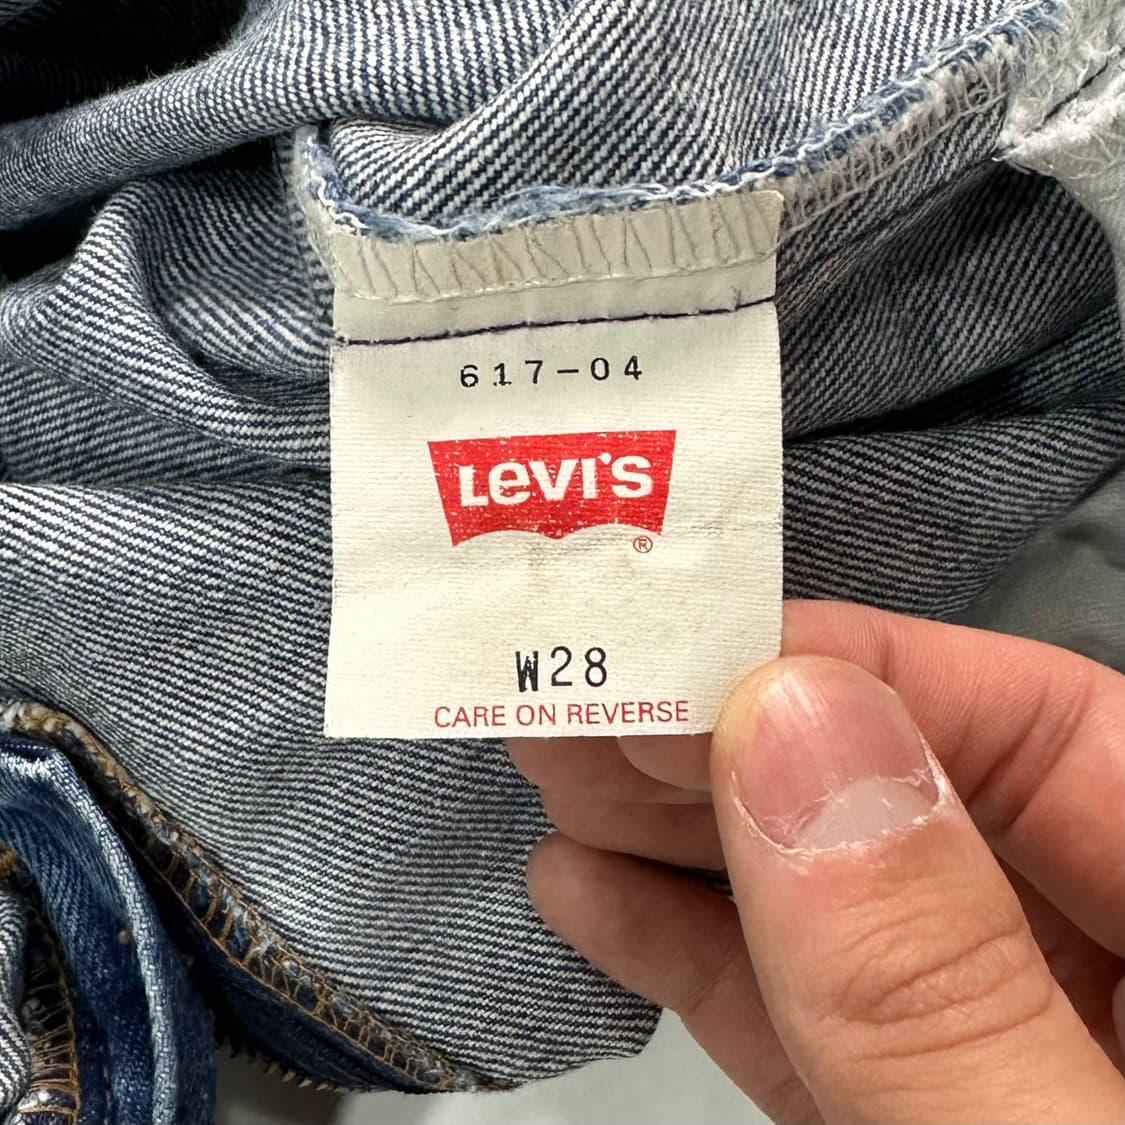 617-04
LEVI'S
®
W28
CARE ON REVERSE